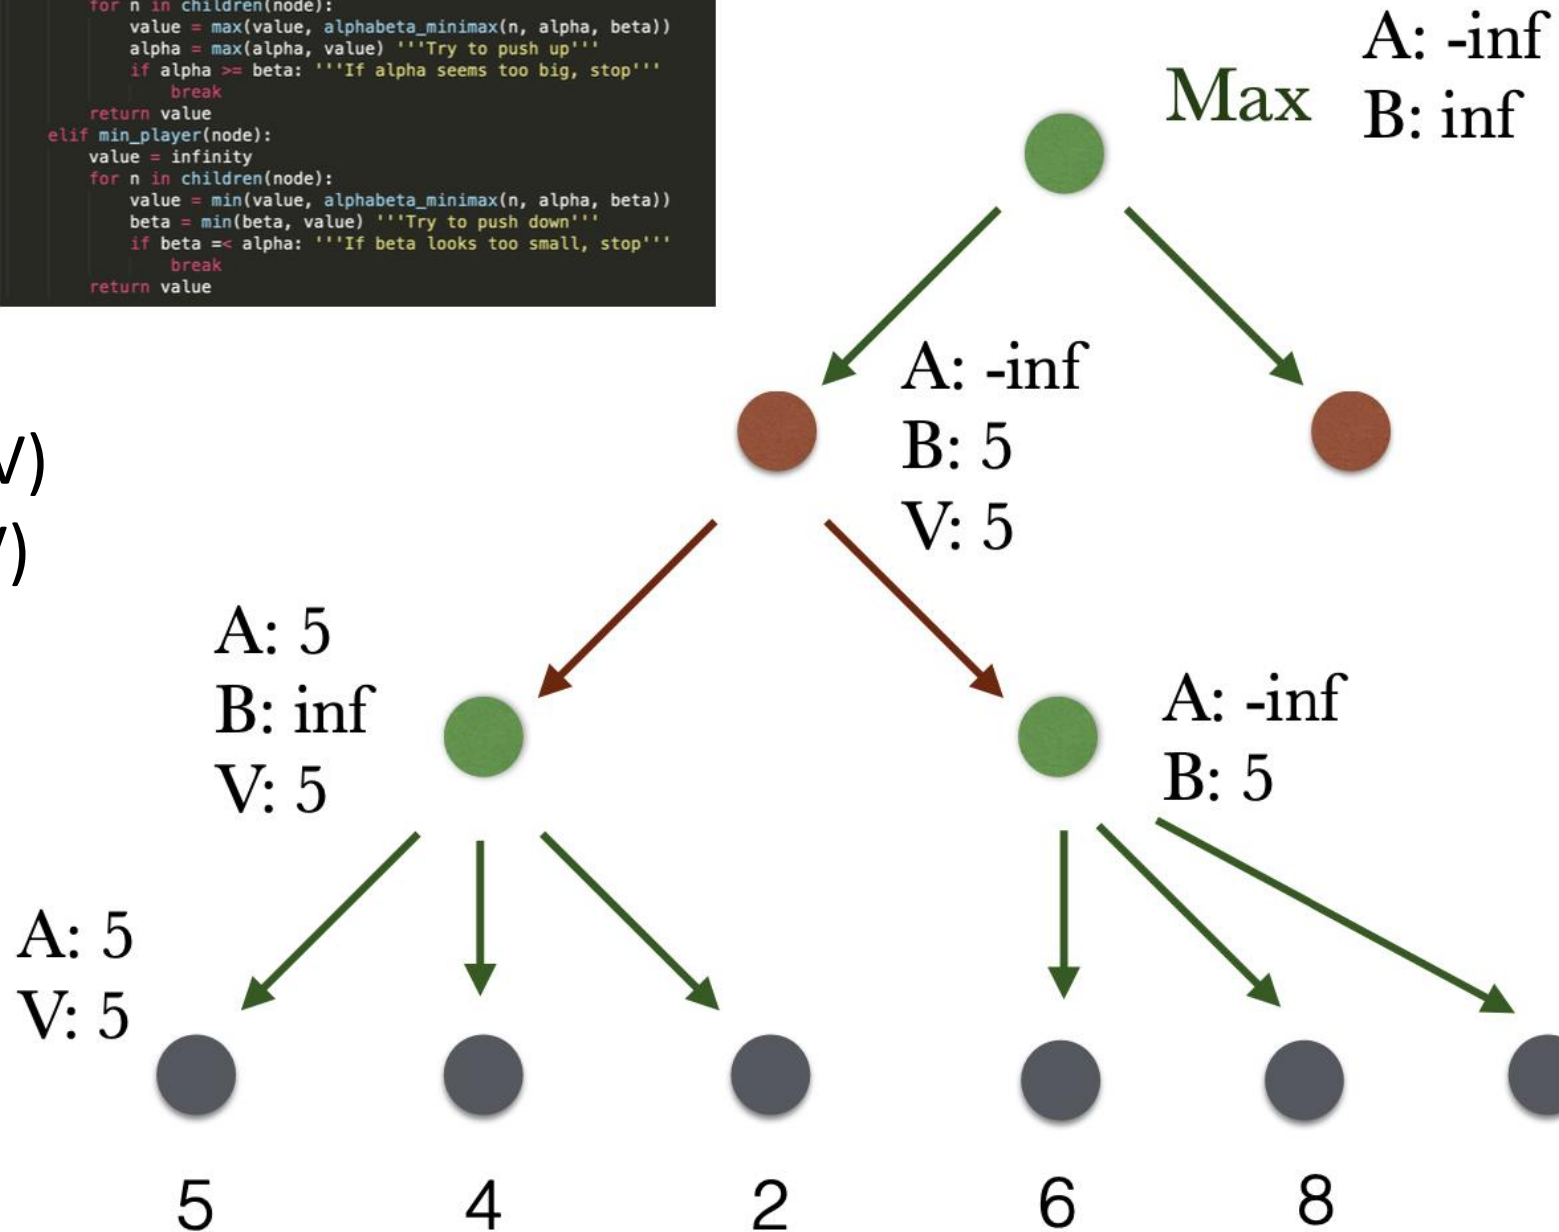 for n in children(node):
value = max(value, alphabeta_minimax(n, alpha, beta))
alpha = max(alpha, value) '''Try to push up'''
if alpha >= beta: '''If alpha seems too big, stop'''
break
return value
elif min_player(node):
value = infinity
for n in children(node):
value = min(value, alphabeta_minimax(n, alpha, beta))
beta = min(beta, value) '''Try to push down'''
if beta =< alpha: '''If beta looks too small, stop'''
break
return value
Max
A: -inf
B: inf
V)
V)
A: -inf
B: 5
V: 5
A: 5
B: inf
V: 5
A: -inf
B: 5
A: 5
V: 5
5 4 2 6 8